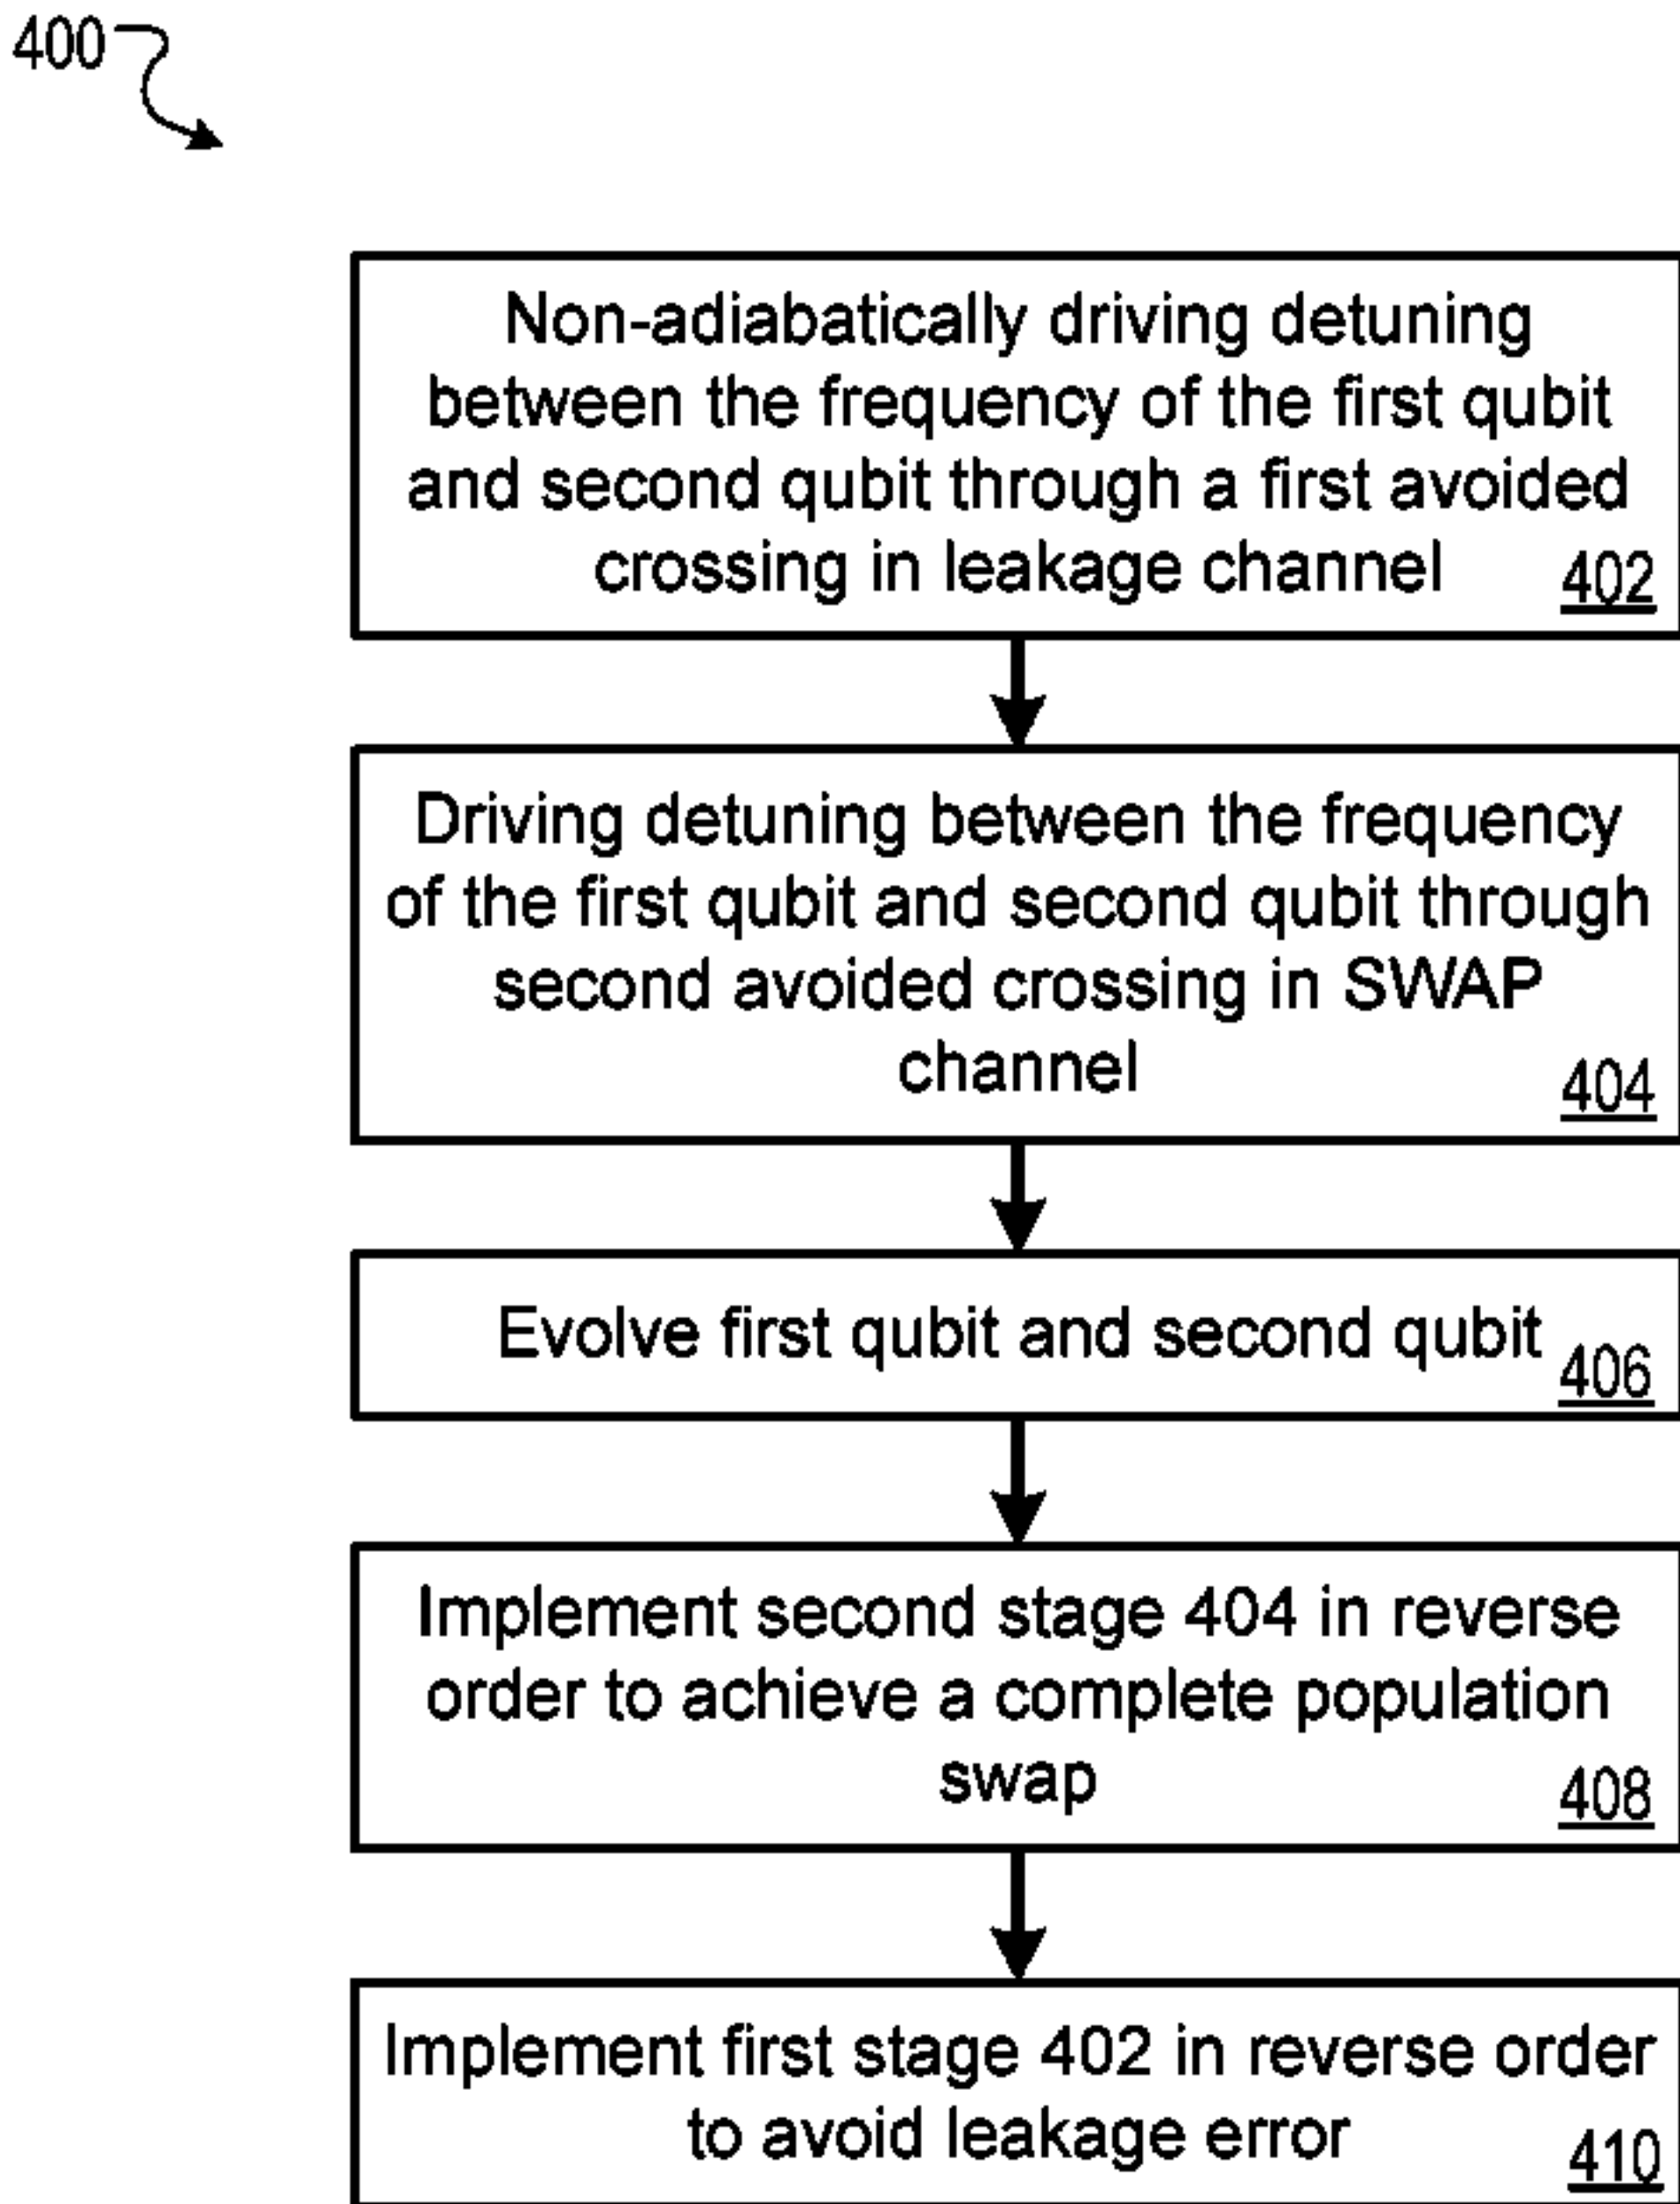 400
Non-adiabatically driving detuning
between the frequency of the first qubit
and second qubit through a first avoided
crossing in leakage channel
402
Driving detuning between the frequency
of the first qubit and second qubit through
second avoided crossing in SWAP
channel
404
Evolve first qubit and second qubit
406
Implement second stage 404 in reverse
order to achieve a complete population
swap
408
Implement first stage 402 in reverse order
to avoid leakage error
410